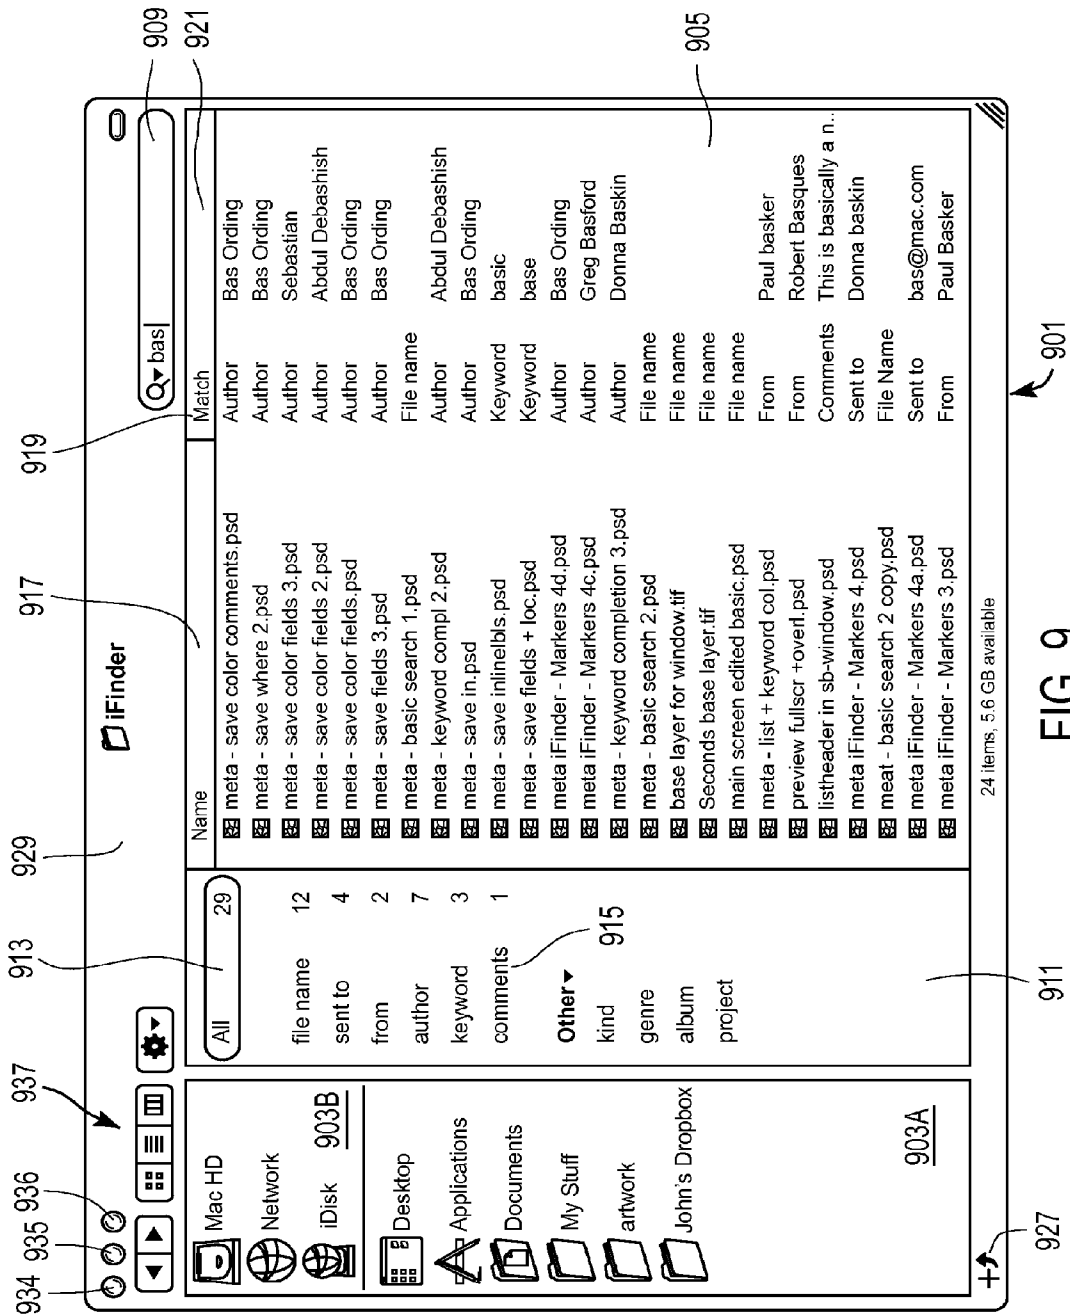 934
935
936
937
913
929
917
919
909
921
iFinder
bas
Mac HD
Network
iDisk
903B
Desktop
Applications
Documents
My Stuff
artwork
John's Dropbox
903A
All 29
file name 12
sent to 4
from 2
author 7
keyword 3
comments 1
915
Other
kind
genre
album
project
Name Match
meta - save color comments.psd Author Bas Ording
meta - save where 2.psd Author Bas Ording
meta - save color fields 3.psd Author Sebastian
meta - save color fields 2.psd Author Abdul Debashish
meta - save color fields.psd Author Bas Ording
meta - save fields 3.psd Author Bas Ording
meta - basic search 1.psd File name
meta - keyword compl 2.psd Author Abdul Debashish
meta - save in.psd Author Bas Ording
meta - save inlinelbls.psd Keyword basic
meta - save fields + loc.psd Keyword base
meta iFinder - Markers 4d.psd Author Bas Ording
meta iFinder - Markers 4c.psd Author Greg Basford
meta - keyword completion 3.psd Author Donna Baskin
meta - basic search 2.psd File name
base layer for window.tif File name
Seconds base layer.tif File name
main screen edited basic.psd File name
meta - list + keyword col.psd From Paul basker
preview fullscr +overl.psd From Robert Basques
listheader in sb-window.psd Comments This is basically a n..
meta iFinder - Markers 4.psd Sent to Donna baskin
meat - basic search 2 copy.psd File Name
meta iFinder - Markers 4a.psd Sent to bas@mac.com
meta iFinder - Markers 3.psd From Paul Basker
905
24 items, 5.6 GB available
927
911
901
FIG. 9